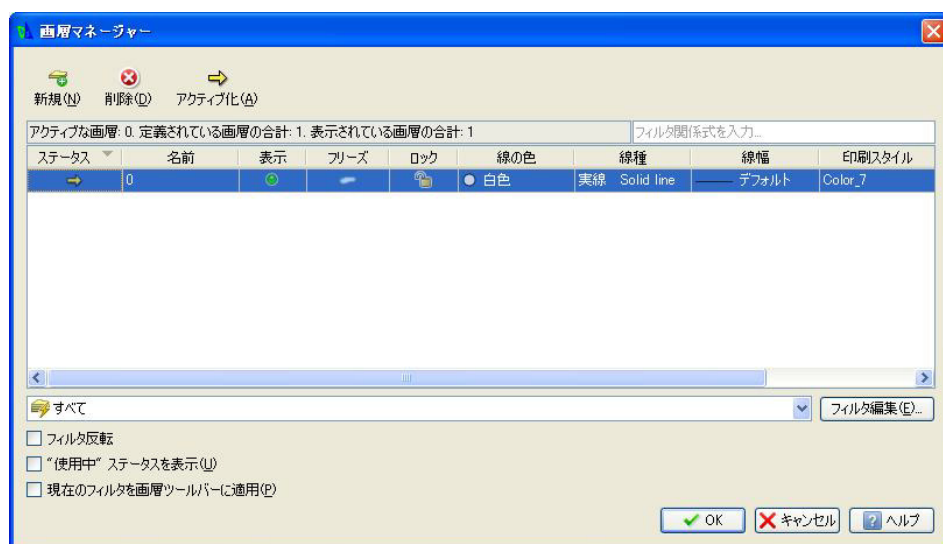 画層マネージャー
新規(N) 削除(D) アクティブ化(A)
アクティブな画層: 0. 定義されている画層の合計: 1. 表示されている画層の合計: 1 フィルタ関係式を入力...
ステータス 名前 表示 フリーズ ロック 線の色 線種 線幅 印刷スタイル
0 白色 実線 Solid line デフォルト Color_7
すべて フィルタ編集(E)...
フィルタ反転
"使用中" ステータスを表示(U)
現在のフィルタを画層ツールバーに適用(P)
OK キャンセル ? ヘルプ